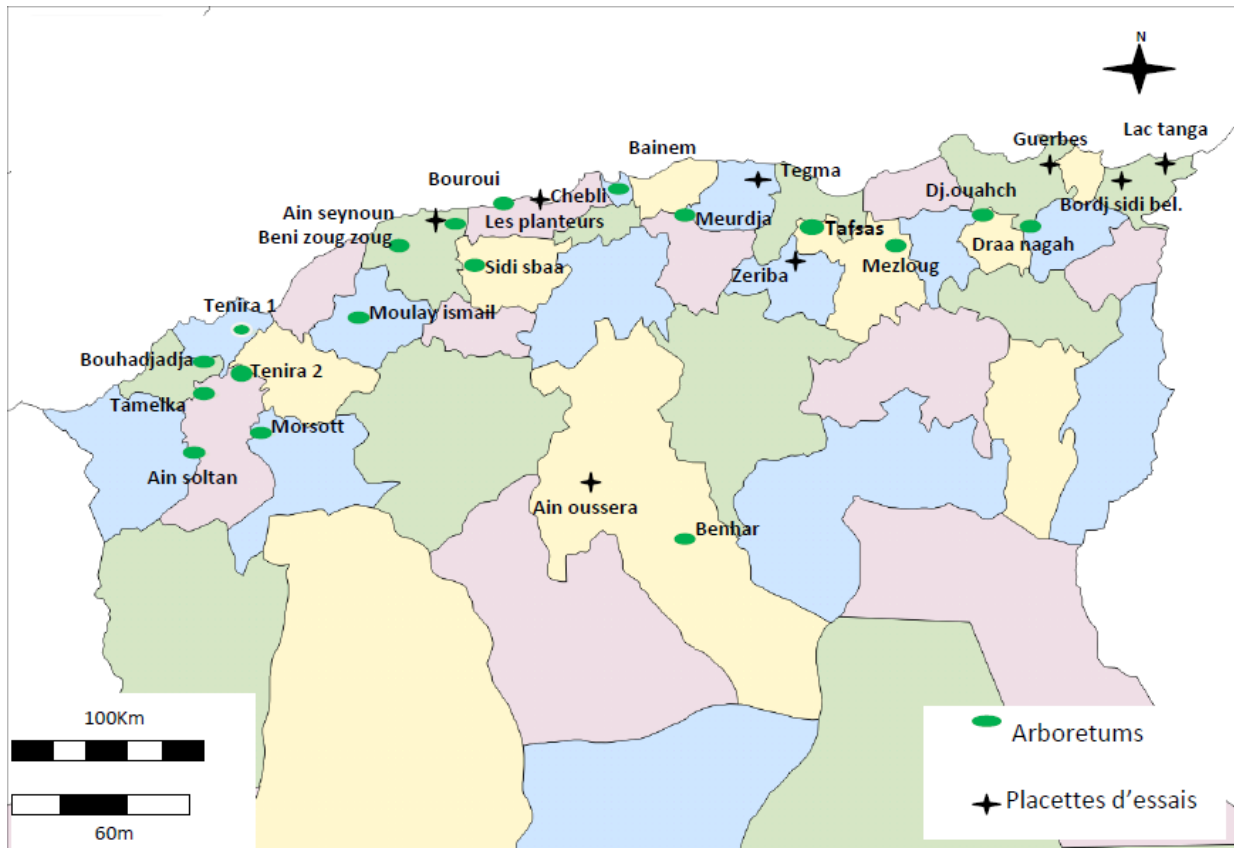 N
Lac tanga
Guerbes
Bainem
Tegma
Bouroui
Chebli
Dj.ouahch
Bordj sidi bel.
Ain seynoun
Les planteurs
Meurdja
Tafsas
Beni zoug zoug
Draa nagah
Sidi sbaa
Zeriba
Mezloug
Tenira 1
Moulay ismail
Bouhadjadja
Tenira 2
Tamelka
Morsott
Ain soltan
Ain oussera
Benhar
100Km
60m
Arboretums
Placettes d'essais